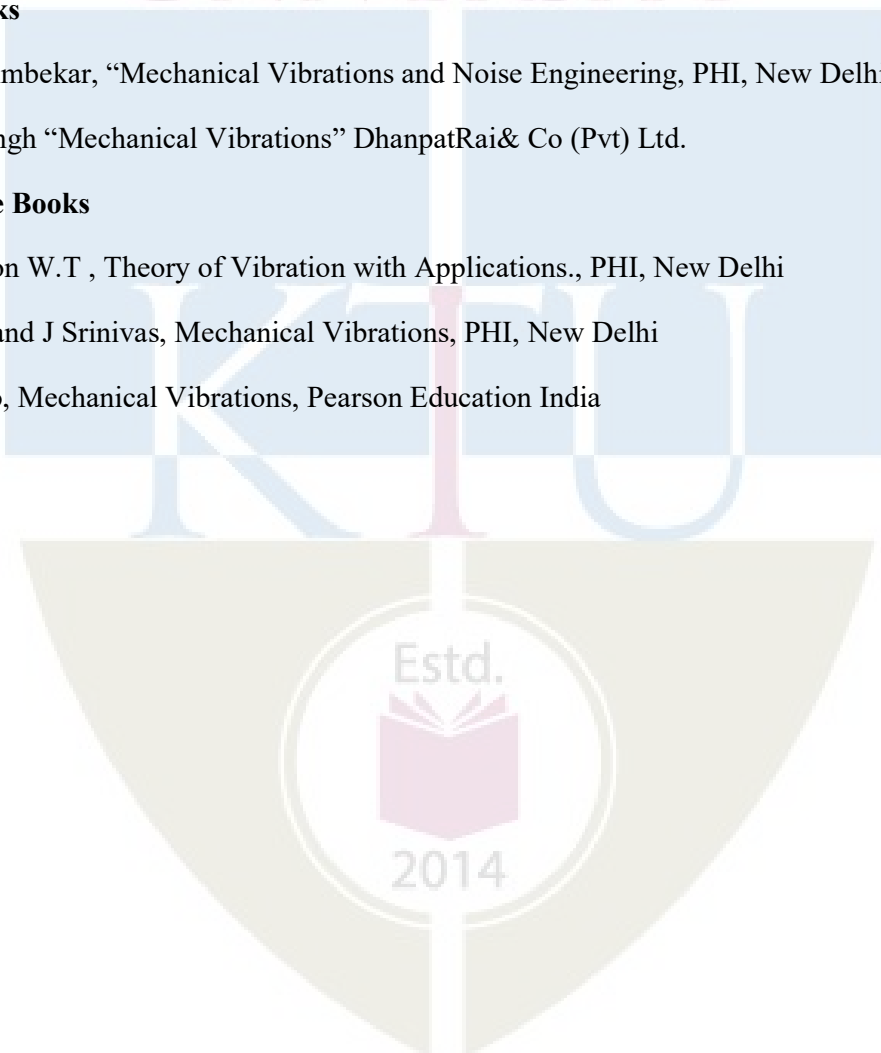 ks
mbekar, “Mechanical Vibrations and Noise Engineering, PHI, New Delhi
ngh “Mechanical Vibrations” DhanpatRai& Co (Pvt) Ltd.
e Books
on W.T , Theory of Vibration with Applications., PHI, New Delhi
and J Srinivas, Mechanical Vibrations, PHI, New Delhi
o, Mechanical Vibrations, Pearson Education India
KTU
Estd.
2014